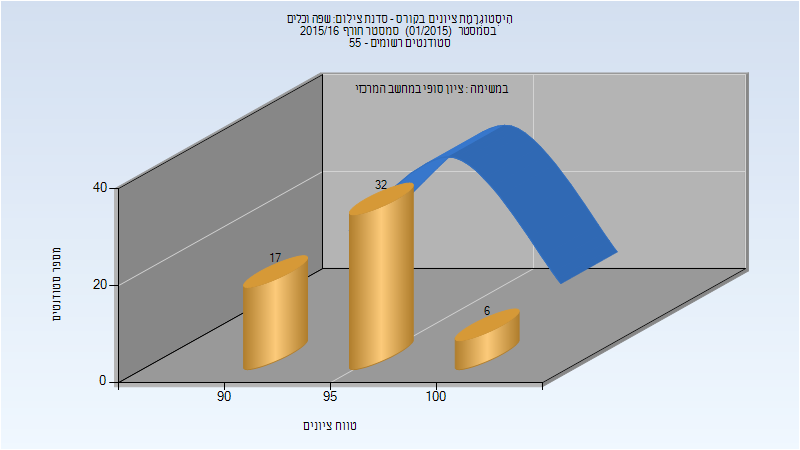 היסטוגרמת ציונים בקורס - סדנת צילום: שפה וכלים
בסמסטר (01/2015) סמסטר חורף 2015/16
סטודנטים רשומים - 55
במשימה : ציון סופי במחשב המרכזי
מספר סטודנטים
40
20
0
17
32
6
90
95
100
טווח ציונים